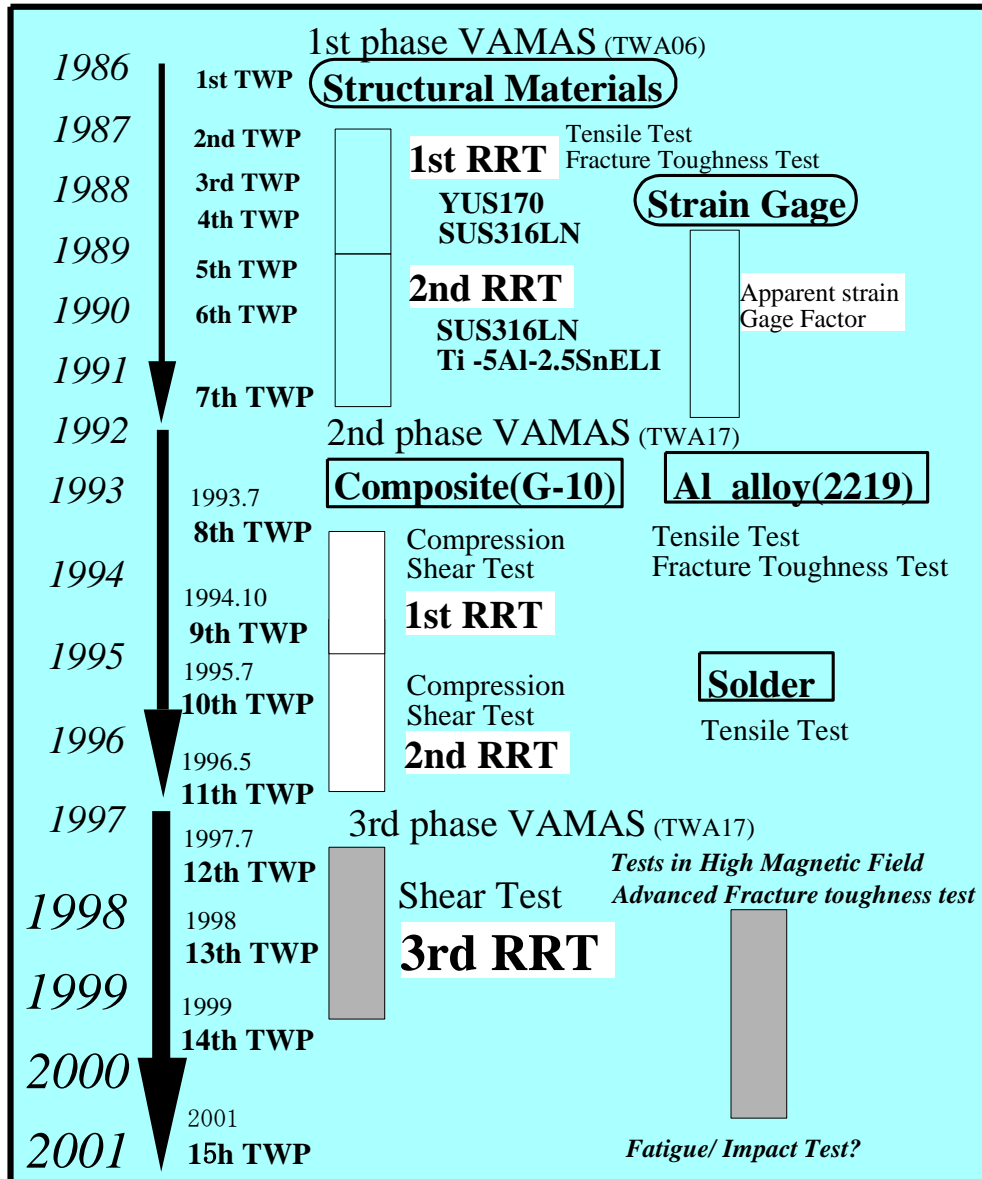 1st phase VAMAS (TWA06)
1986
1st TWP
Structural Materials
1987
2nd TWP
1st RRT
Tensile Test
Fracture Toughness Test
1988
3rd TWP
YUS170
Strain Gage
4th TWP
SUS316LN
1989
5th TWP
2nd RRT
Apparent strain
1990
6th TWP
Gage Factor
SUS316LN
Ti -5Al-2.5SnELI
1991
7th TWP
1992
2nd phase VAMAS (TWA17)
1993
1993.7
Composite(G-10)
Al alloy(2219)
8th TWP
Compression
Shear Test
Tensile Test
Fracture Toughness Test
1994
1994.10
1st RRT
9th TWP
1995
1995.7
Compression
Shear Test
Solder
10th TWP
1996
2nd RRT
Tensile Test
1996.5
11th TWP
1997
3rd phase VAMAS (TWA17)
1997.7
12th TWP
Tests in High Magnetic Field
Advanced Fracture toughness test
1998
Shear Test
1998
13th TWP
3rd RRT
1999
1999
14th TWP
2000
2001
2001
15h TWP
Fatigue/ Impact Test?